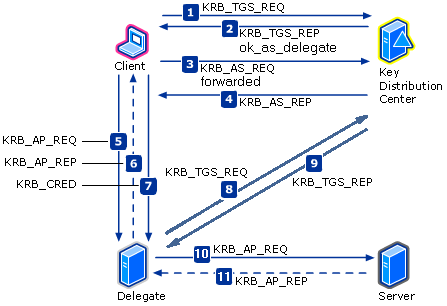 1 KRB_TGS_REQ
2 KRB_TGS_REP
ok_as_delegate
Client
3 KRB_AS_REQ
forwarded
Key
Distribution
Center
4 KRB_AS_REP
KRB_AP_REQ 5
KRB_AP_REP 6
KRB_CRED 7
KRB_TGS_REQ
8
9
KRB_TGS_REP
10 KRB_AP_REQ
11 KRB_AP_REP
Delegate
Server